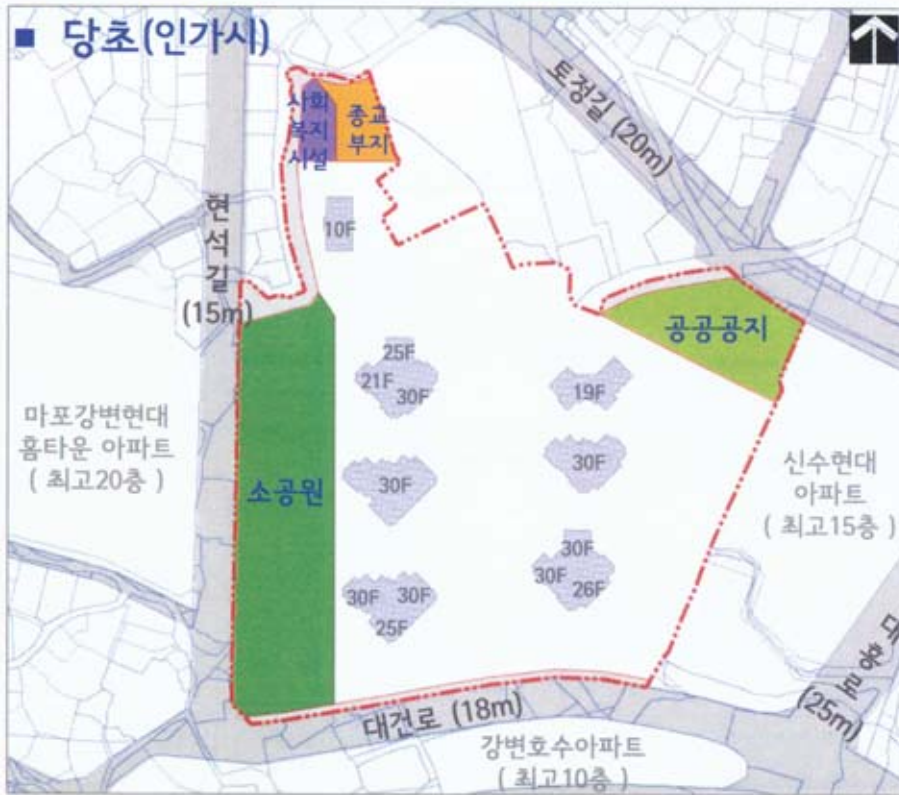 ■ 당초(인가시)
토정길 (20m)
사회
복지
시설
종교
부지
현석길
(15m)
10F
공공공지
25F
21F
30F
19F
마포강변현대
홈타운 아파트
( 최고20층 )
소공원
30F
30F
신수현대
아파트
( 최고15층 )
30F
30F
26F
30F
30F
25F
대흥로
(25m)
대건로 (18m)
강변호수아파트
( 최고10층 )